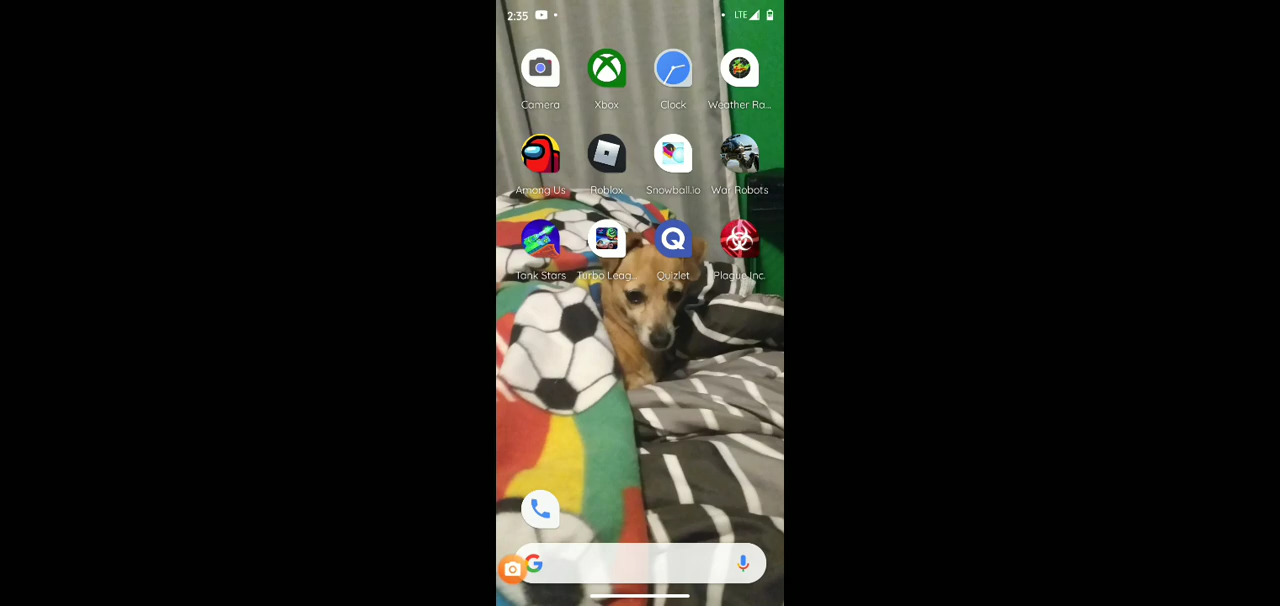 2:35 LTE
Camera Xbox Clock Weather Ra...
Among Us Roblox Snowball.io War Robots
Tank Stars Turbo Leag... Quizlet Plague Inc.